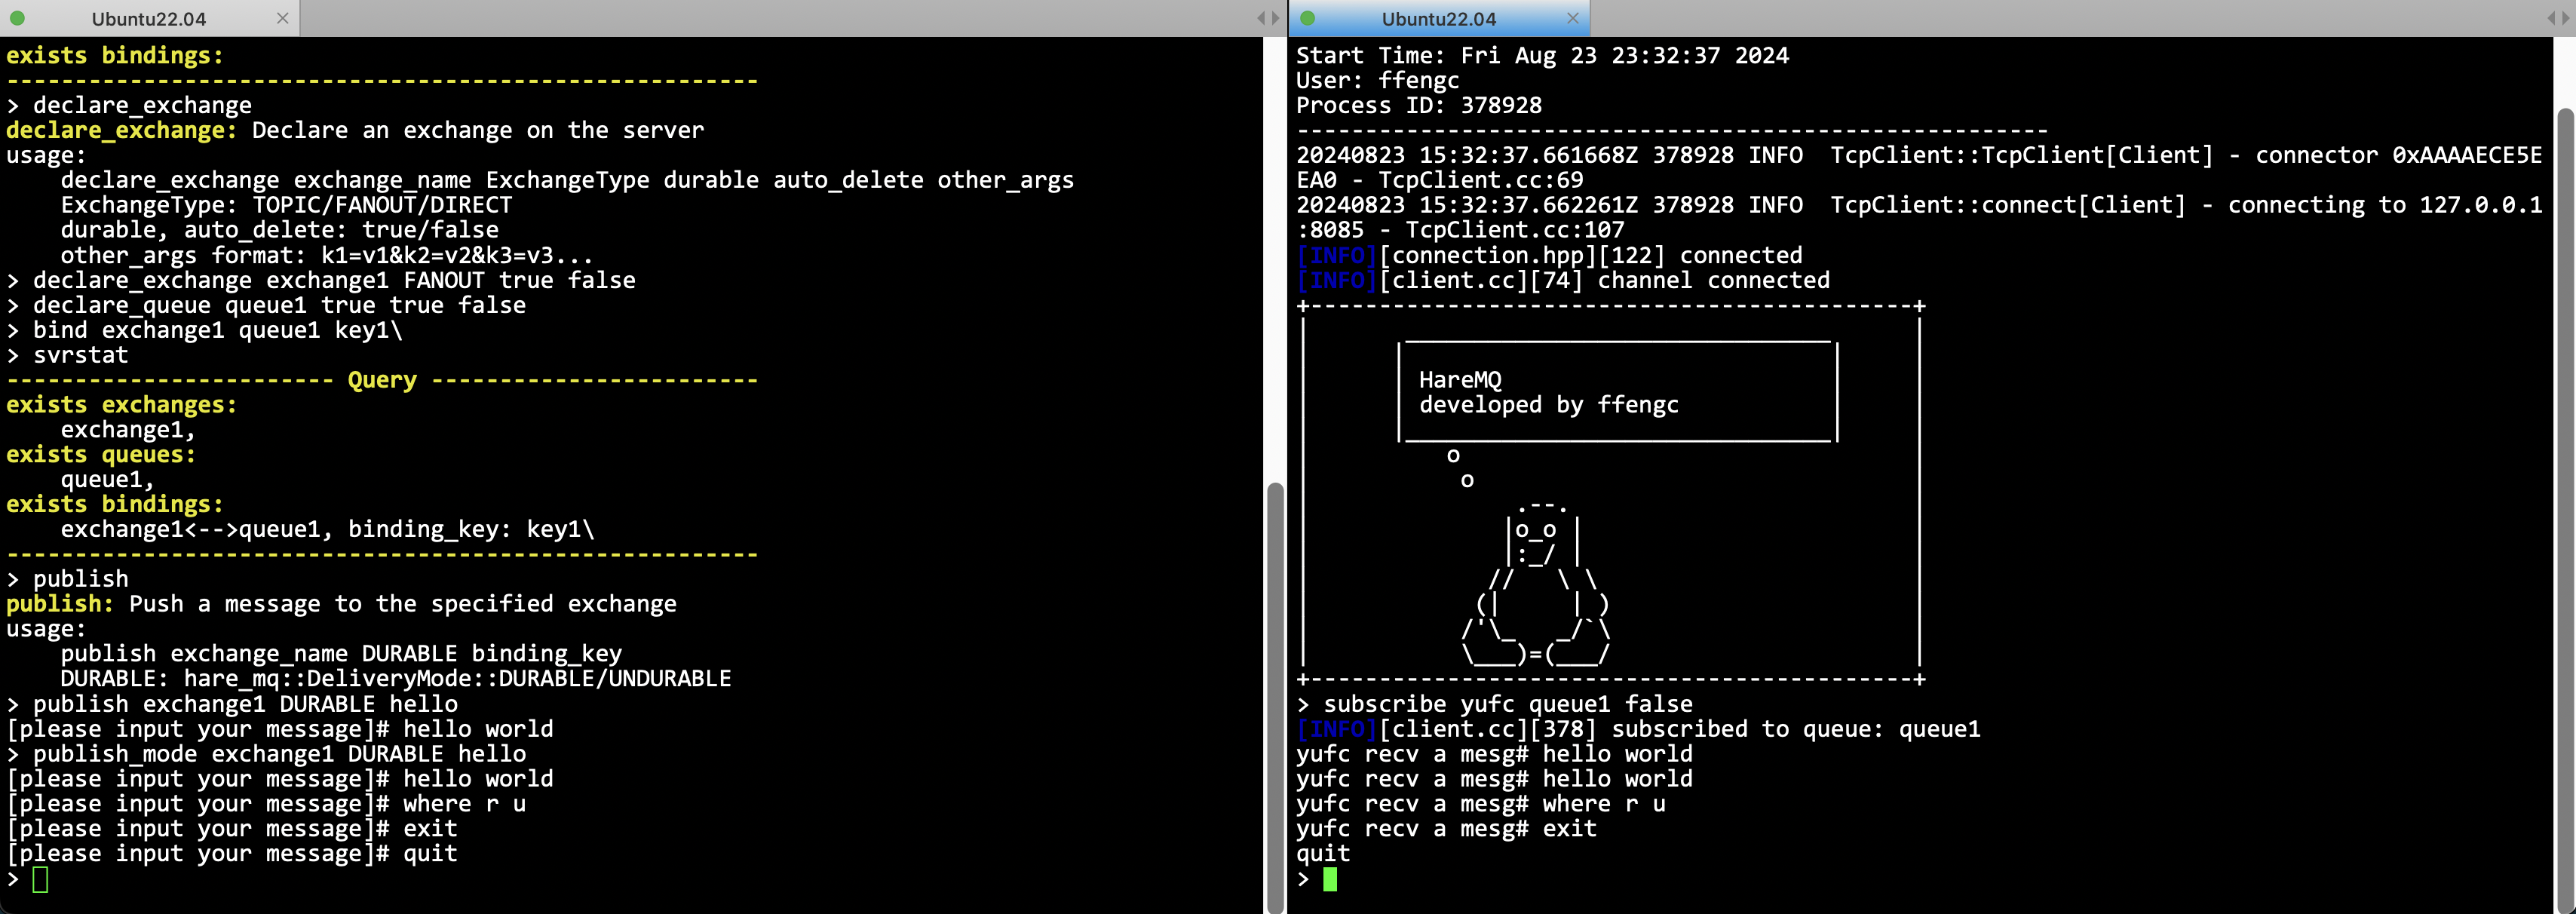 Ubuntu22.04
exists bindings:
-------------------------------------------------------
> declare_exchange
declare_exchange: Declare an exchange on the server
usage:
    declare_exchange exchange_name ExchangeType durable auto_delete other_args
    ExchangeType: TOPIC/FANOUT/DIRECT
    durable, auto_delete: true/false
    other_args format: k1=v1&k2=v2&k3=v3...
> declare_exchange exchange1 FANOUT true false
> declare_queue queue1 true true false
> bind exchange1 queue1 key1\
> svrstat
------------------------ Query ------------------------
exists exchanges:
    exchange1,
exists queues:
    queue1,
exists bindings:
    exchange1<-->queue1, binding_key: key1\
-------------------------------------------------------
> publish
publish: Push a message to the specified exchange
usage:
    publish exchange_name DURABLE binding_key
    DURABLE: hare_mq::DeliveryMode::DURABLE/UNDURABLE
> publish exchange1 DURABLE hello
[please input your message]# hello world
> publish_mode exchange1 DURABLE hello
[please input your message]# hello world
[please input your message]# where r u
[please input your message]# exit
[please input your message]# quit
>
Ubuntu22.04
Start Time: Fri Aug 23 23:32:37 2024
User: ffengc
Process ID: 378928
-------------------------------------------------------
20240823 15:32:37.661668Z 378928 INFO  TcpClient::TcpClient[Client] - connector 0xAAAAECE5E
EA0 - TcpClient.cc:69
20240823 15:32:37.662261Z 378928 INFO  TcpClient::connect[Client] - connecting to 127.0.0.1
:8085 - TcpClient.cc:107
[INFO][connection.hpp][122] connected
[INFO][client.cc][74] channel connected
HareMQ
developed by ffengc
> subscribe yufc queue1 false
[INFO][client.cc][378] subscribed to queue: queue1
yufc recv a mesg# hello world
yufc recv a mesg# hello world
yufc recv a mesg# where r u
yufc recv a mesg# exit
quit
>